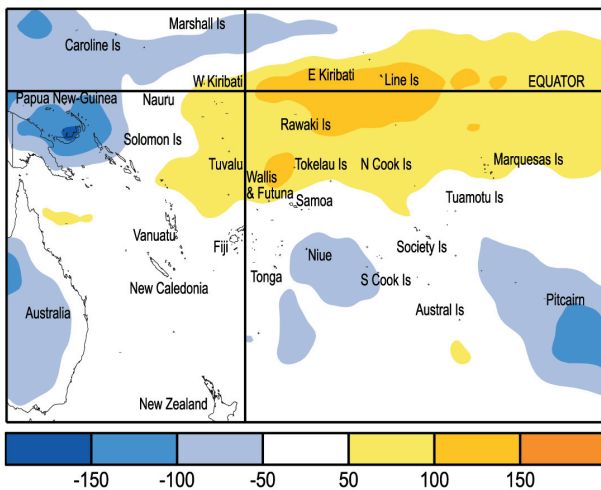 Marshall Is
Caroline Is
W Kiribati
E Kiribati
Line Is
EQUATOR
Papua New-Guinea
Nauru
Rawaki Is
Solomon Is
Tuvalu
Tokelau Is
N Cook Is
Marquesas Is
Wallis
& Futuna
Samoa
Tuamotu Is
Vanuatu
Fiji
Niue
Society Is
Tonga
S Cook Is
New Caledonia
Pitcairn
Australia
Austral Is
New Zealand
-150 -100 -50 50 100 150